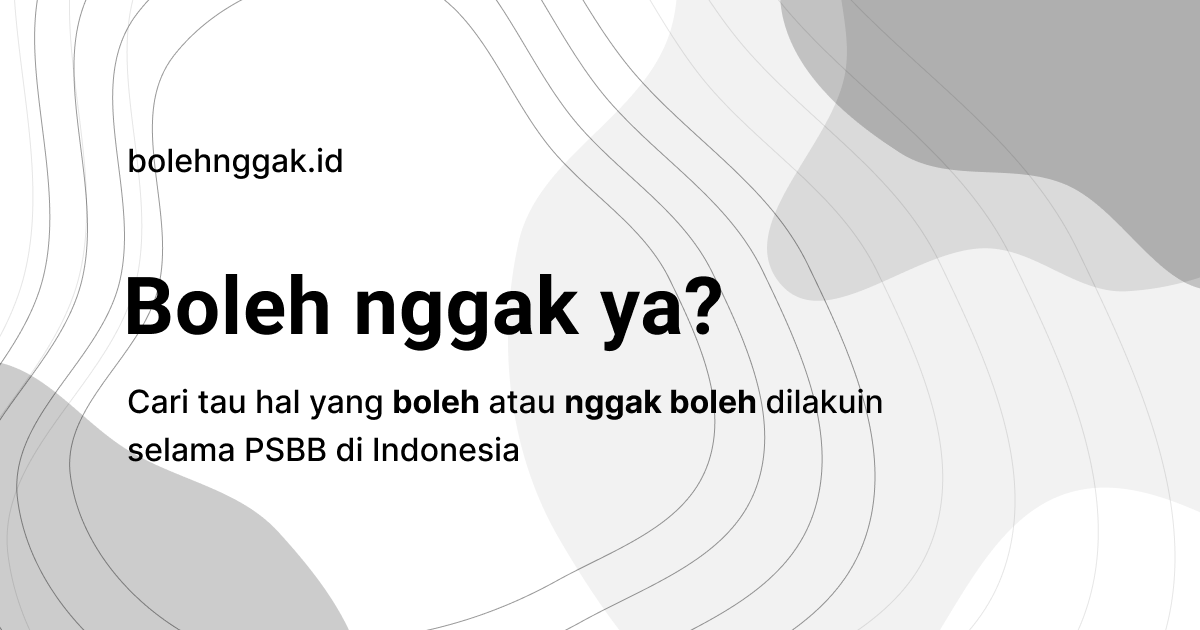 bolehnggak.id
Boleh nggak ya?
Cari tau hal yang boleh atau nggak boleh dilakuin
selama PSBB di Indonesia